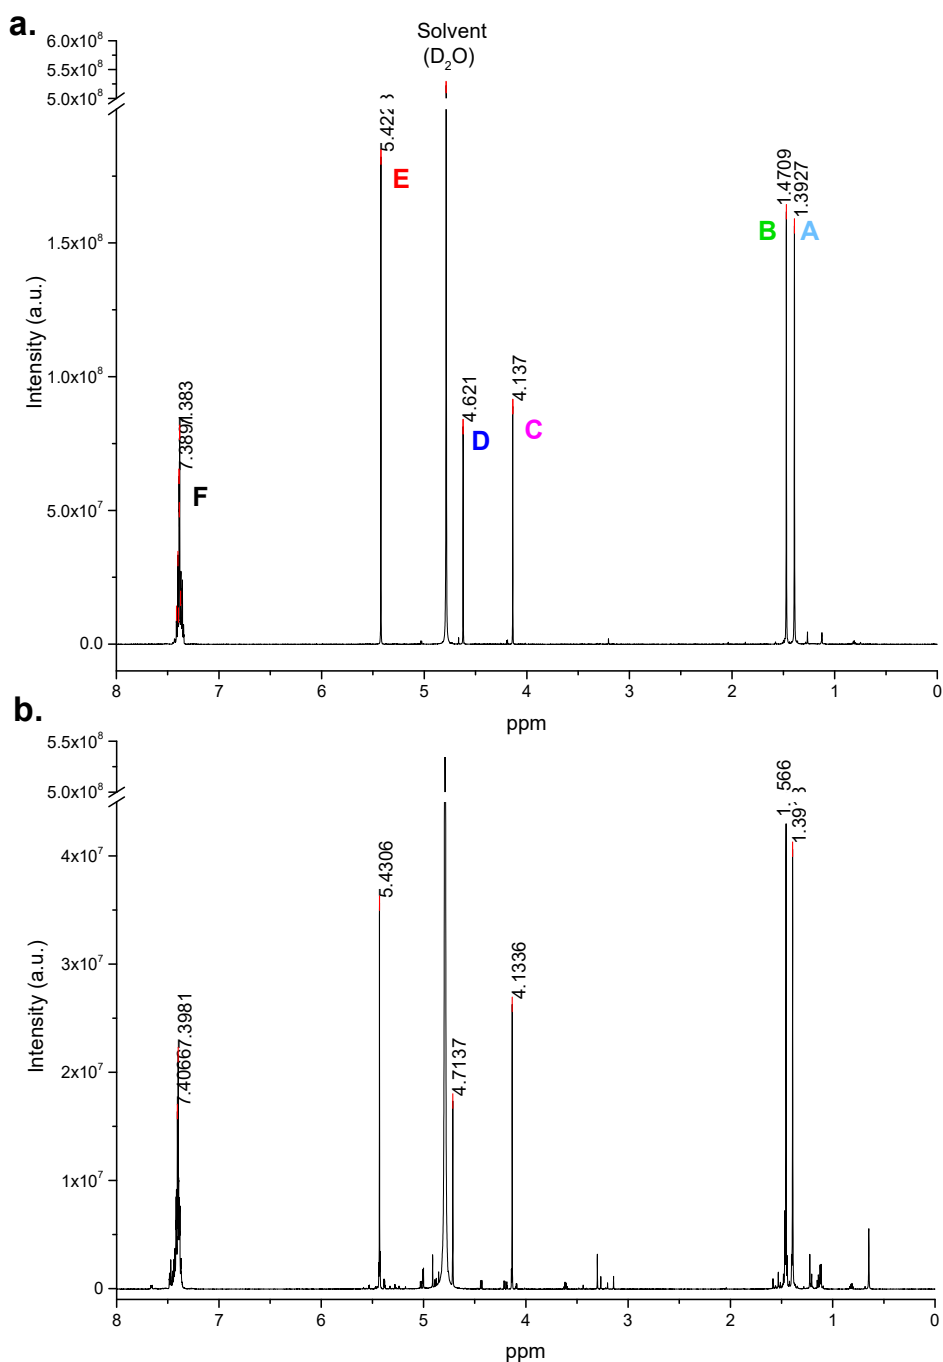 a.
Solvent
(D₂O)
6.0x10⁸
5.5x10⁸
5.0x10⁸
1.5x10⁸
1.0x10⁸
5.0x10⁷
0.0
Intensity (a.u.)
E
1.4709
1.3927
B
A
4.621
D
4.137
C
F
8
7
6
5
4
3
2
1
0
ppm
b.
5.5x10⁸
5.0x10⁸
4x10⁷
3x10⁷
2x10⁷
1x10⁷
0
Intensity (a.u.)
5.4306
4.1336
4.7137
7.4066
7.3981
8
7
6
5
4
3
2
1
0
ppm